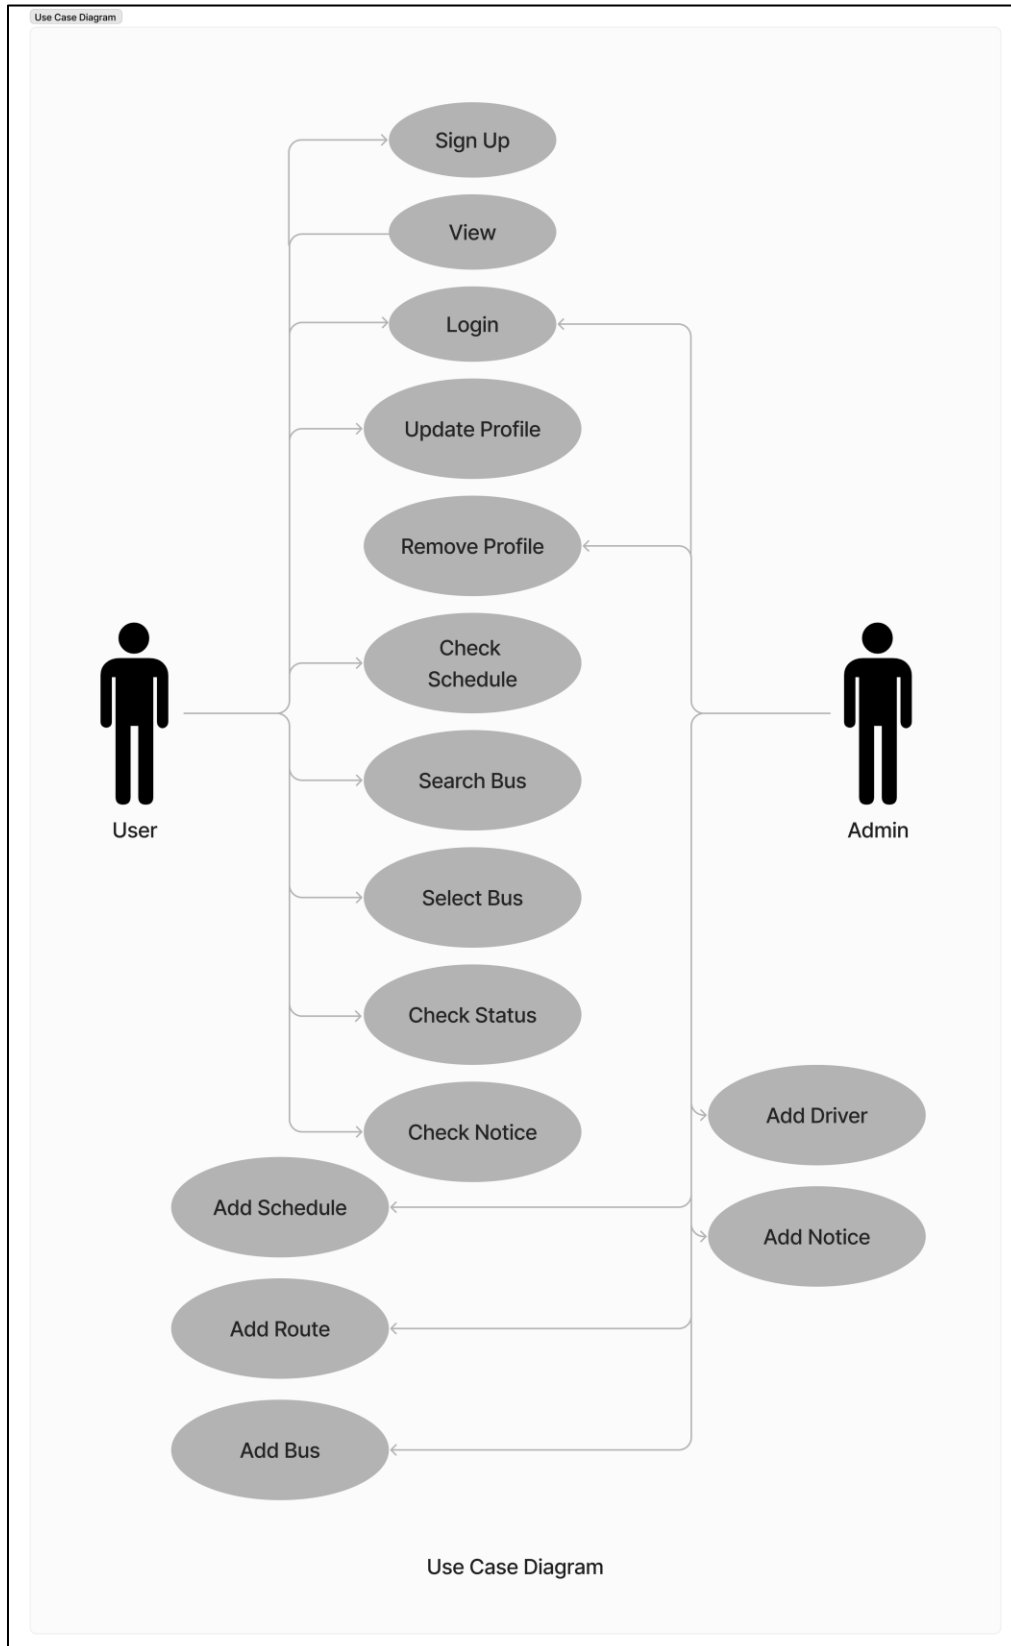 Use Case Diagram
Sign Up
View
Login
Update Profile
Remove Profile
Check
Schedule
Search Bus
User
Admin
Select Bus
Check Status
Check Notice
Add Driver
Add Schedule
Add Notice
Add Route
Add Bus
Use Case Diagram